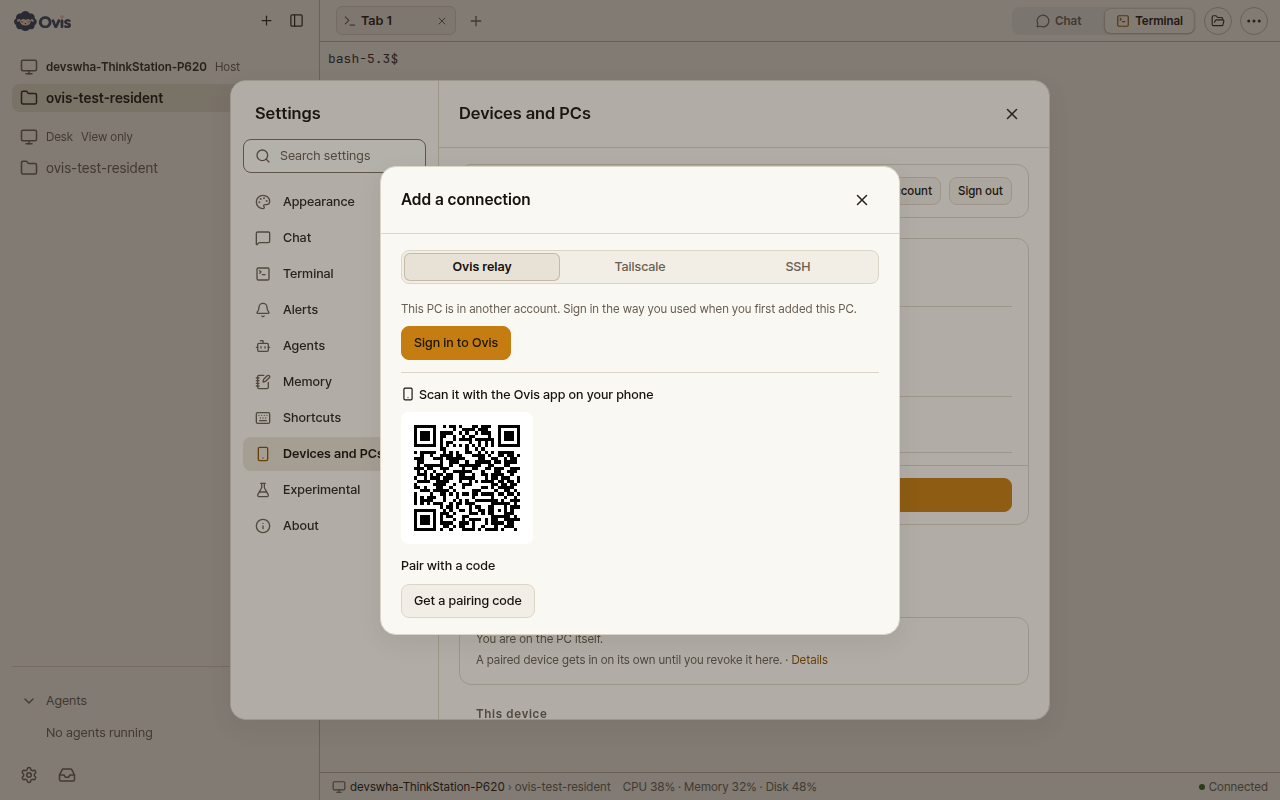 Ovis
Tab 1
Chat
Terminal
devswha-ThinkStation-P620 Host
bash-5.3$
ovis-test-resident
Desk View only
ovis-test-resident
Settings
Search settings
Appearance
Chat
Terminal
Alerts
Agents
Memory
Shortcuts
Devices and PCs
Experimental
About
Devices and PCs
count
Sign out
Add a connection
Ovis relay
Tailscale
SSH
This PC is in another account. Sign in the way you used when you first added this PC.
Sign in to Ovis
Scan it with the Ovis app on your phone
Pair with a code
Get a pairing code
You are on the PC itself.
A paired device gets in on its own until you revoke it here. · Details
This device
Agents
No agents running
devswha-ThinkStation-P620 › ovis-test-resident CPU 38% · Memory 32% · Disk 48%
Connected